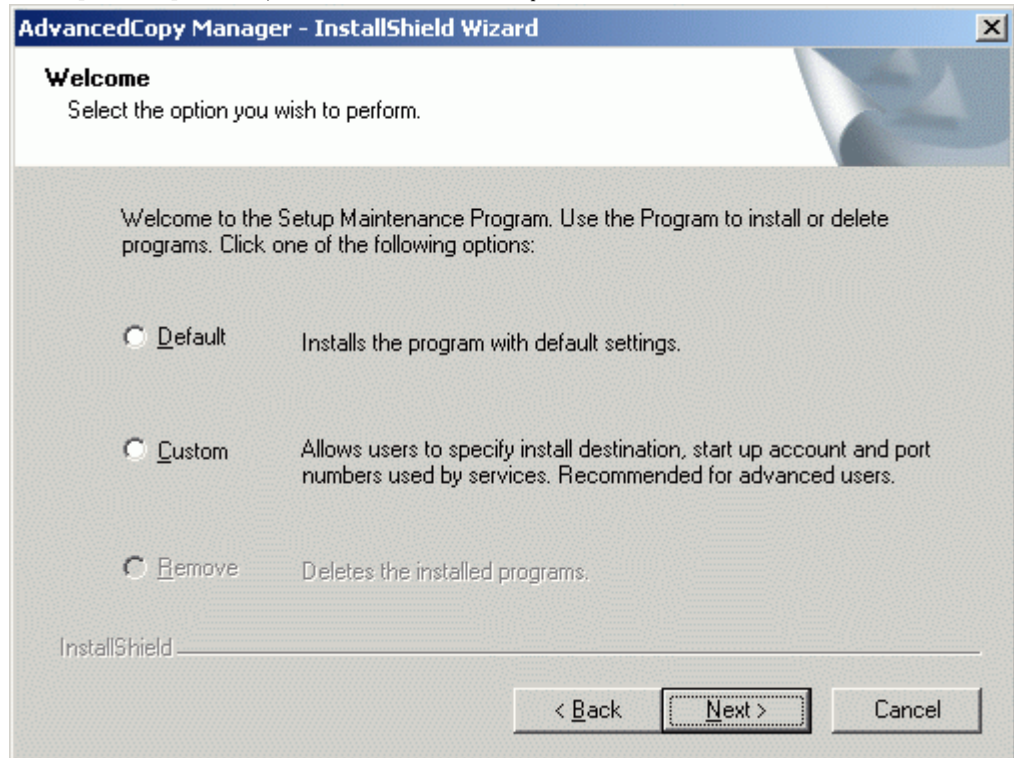 AdvancedCopy Manager - InstallShield Wizard
Welcome
Select the option you wish to perform.
Welcome to the Setup Maintenance Program. Use the Program to install or delete
programs. Click one of the following options:
Default Installs the program with default settings.
Custom Allows users to specify install destination, start up account and port
numbers used by services. Recommended for advanced users.
Remove Deletes the installed programs.
InstallShield
< Back Next > Cancel